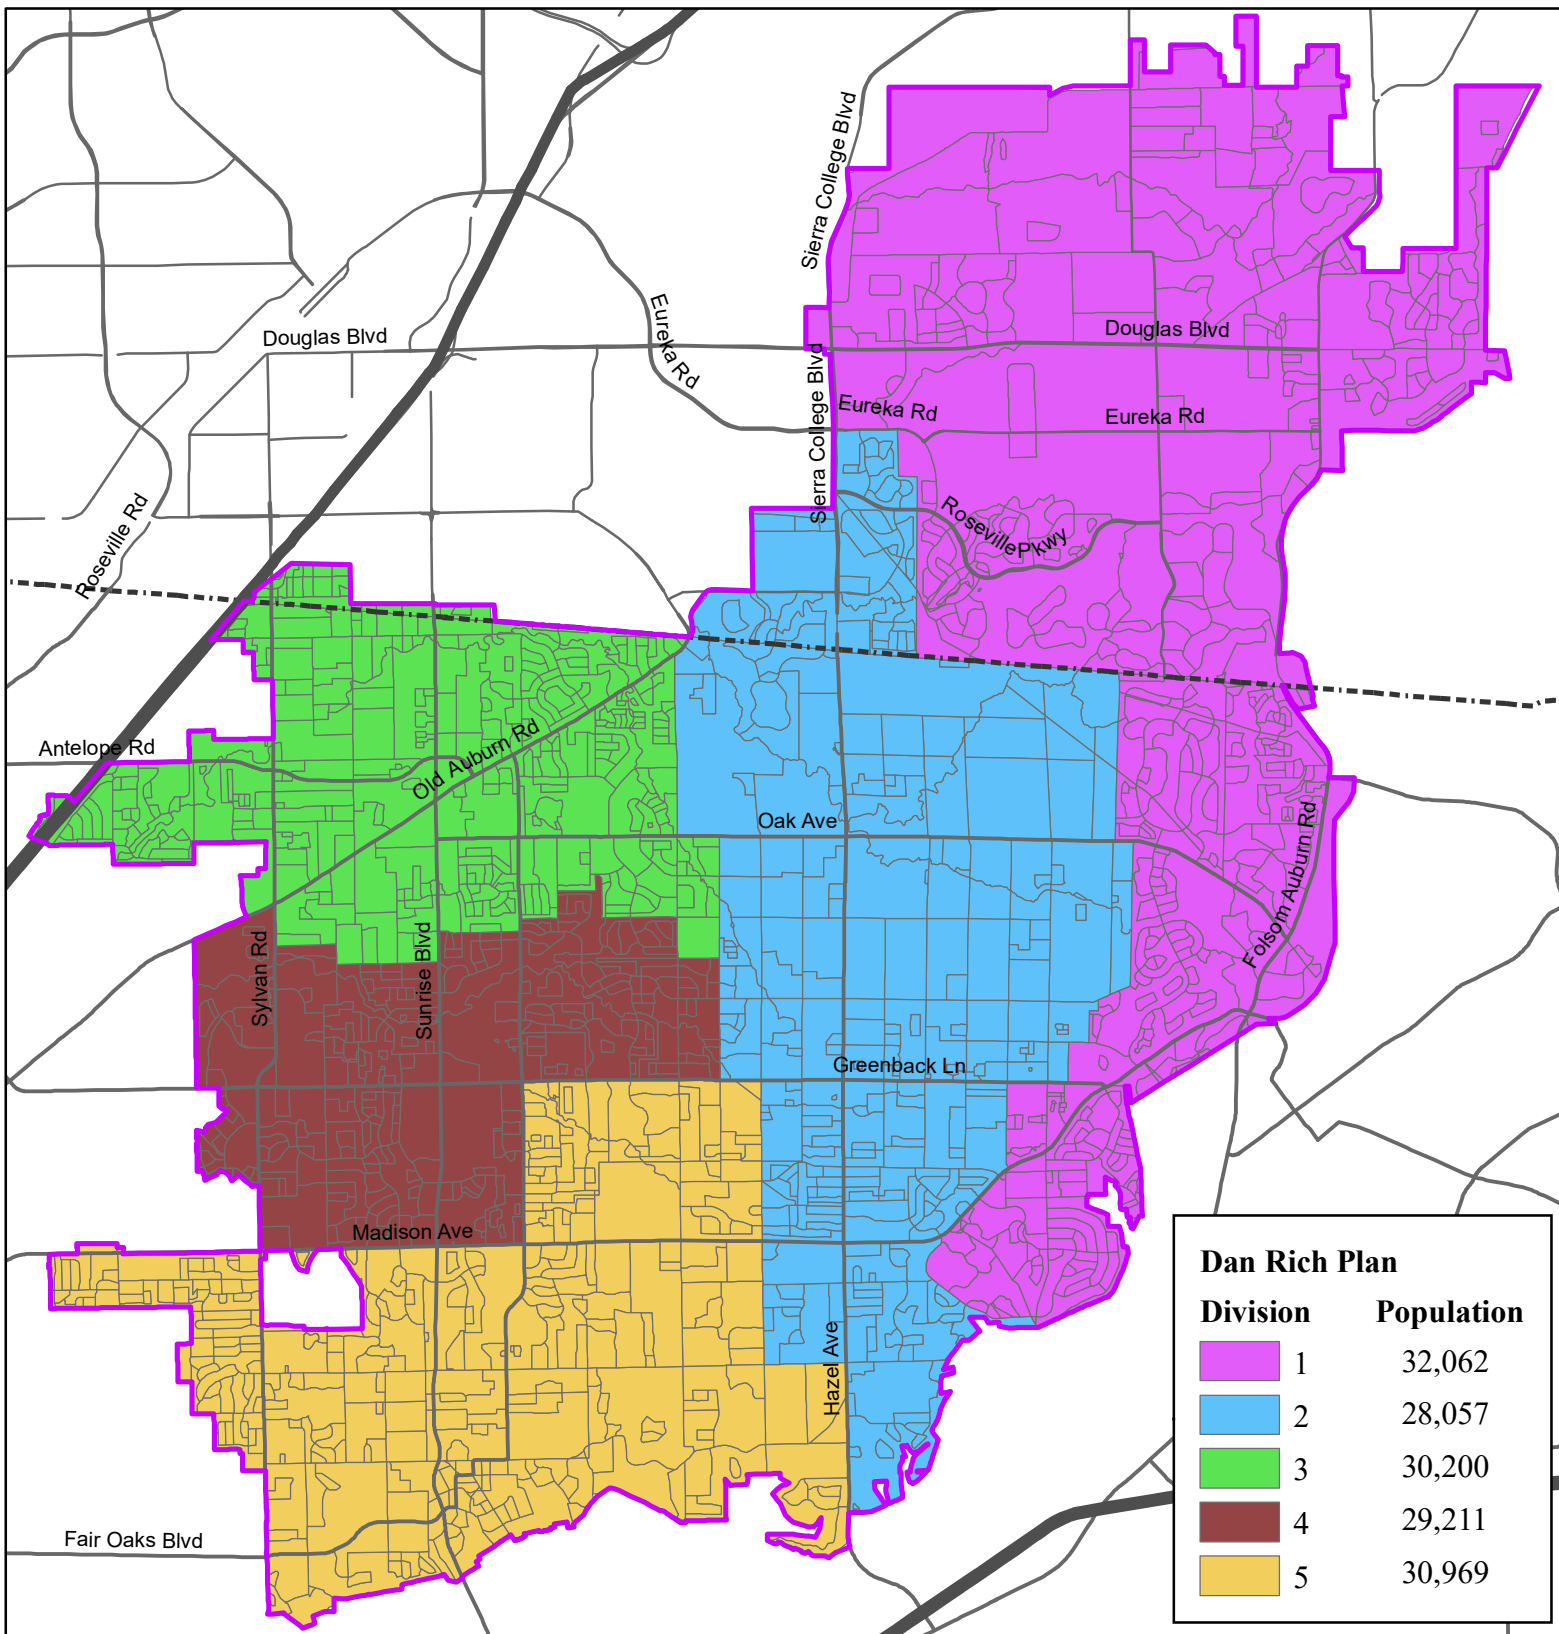 Sierra College Blvd
Douglas Blvd
Eureka Rd
Douglas Blvd
Sierra College Blvd
Eureka Rd
Eureka Rd
Roseville Rd
Roseville Pkwy
Antelope Rd
Old Auburn Rd
Oak Ave
Folsom Auburn Rd
Sylvan Rd
Sunrise Blvd
Greenback Ln
Madison Ave
Hazel Ave
Fair Oaks Blvd
Dan Rich Plan
Division Population
1 32,062
2 28,057
3 30,200
4 29,211
5 30,969